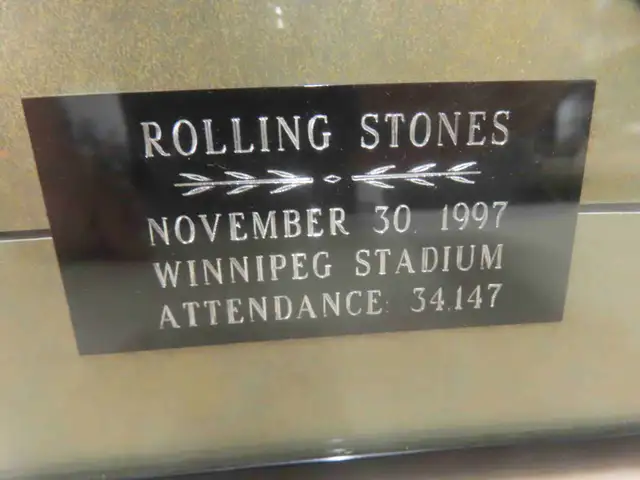 ROLLING STONES
NOVEMBER 30, 1997
WINNIPEG STADIUM
ATTENDANCE: 34,147